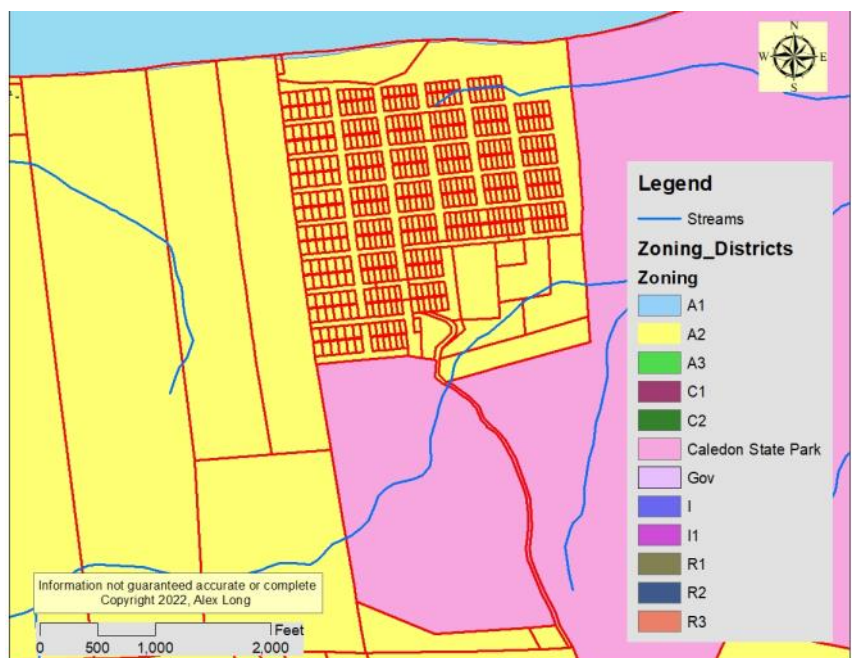 N
W E
S
Legend
Streams
Zoning_Districts
Zoning
A1
A2
A3
C1
C2
Caledon State Park
Gov
I
I1
R1
R2
R3
Information not guaranteed accurate or complete
Copyright 2022, Alex Long
Feet
0 500 1,000 2,000